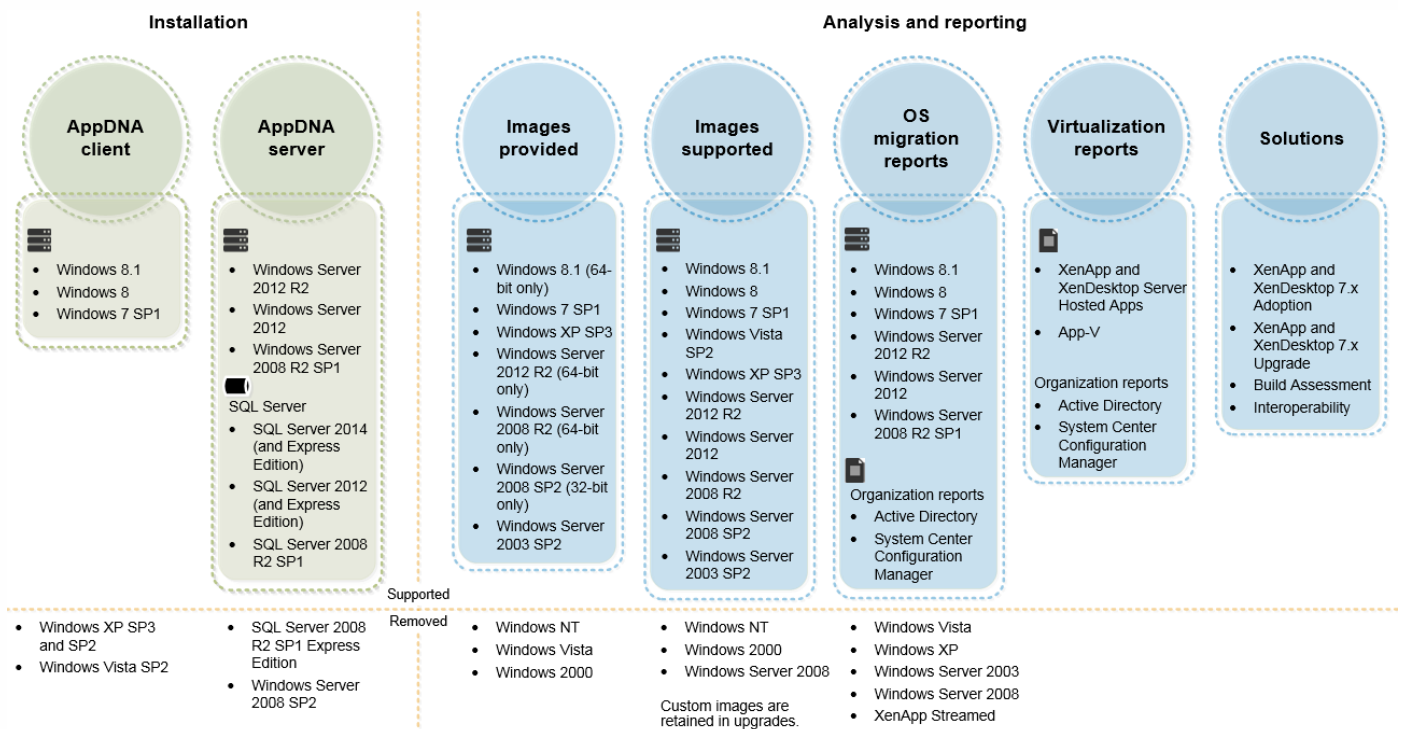 Installation
Analysis and reporting
AppDNA
client
• Windows 8.1
• Windows 8
• Windows 7 SP1
AppDNA
server
• Windows Server
2012 R2
• Windows Server
2012
• Windows Server
2008 R2 SP1
SQL Server
• SQL Server 2014
(and Express
Edition)
• SQL Server 2012
(and Express
Edition)
• SQL Server 2008
R2 SP1
Images
provided
• Windows 8.1 (64-
bit only)
• Windows 7 SP1
• Windows XP SP3
• Windows Server
2012 R2 (64-bit
only)
• Windows Server
2008 R2 (64-bit
only)
• Windows Server
2008 SP2 (32-bit
only)
• Windows Server
2003 SP2
Images
supported
• Windows 8.1
• Windows 8
• Windows 7 SP1
• Windows Vista
SP2
• Windows XP SP3
• Windows Server
2012 R2
• Windows Server
2012
• Windows Server
2008 R2
• Windows Server
2008 SP2
• Windows Server
2003 SP2
OS
migration
reports
• Windows 8.1
• Windows 8
• Windows 7 SP1
• Windows Server
2012 R2
• Windows Server
2012
• Windows Server
2008 R2 SP1
Organization reports
• Active Directory
• System Center
Configuration
Manager
Virtualization
reports
• XenApp and
XenDesktop Server
Hosted Apps
• App-V
Organization reports
• Active Directory
• System Center
Configuration
Manager
Solutions
• XenApp and
XenDesktop 7.x
Adoption
• XenApp and
XenDesktop 7.x
Upgrade
• Build Assessment
• Interoperability
Supported
Removed
• Windows XP SP3
and SP2
• Windows Vista SP2
• SQL Server 2008
R2 SP1 Express
Edition
• Windows Server
2008 SP2
• Windows NT
• Windows Vista
• Windows 2000
• Windows NT
• Windows 2000
• Windows Server 2008
Custom images are
retained in upgrades.
• Windows Vista
• Windows XP
• Windows Server 2003
• Windows Server 2008
• XenApp Streamed